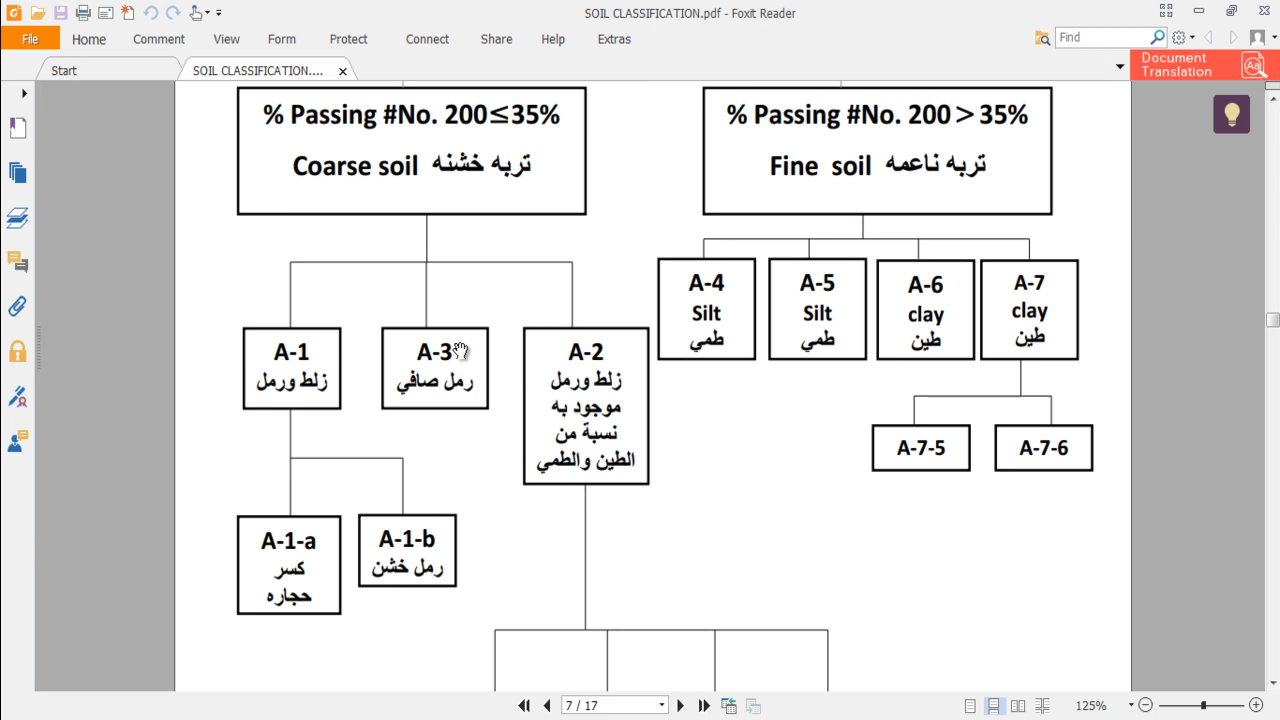 SOIL CLASSIFICATION.pdf - Foxit Reader
File Home Comment View Form Protect Connect Share Help Extras
Find
Start
SOIL CLASSIFICATION....
Document
Translation
% Passing #No. 200≤35%
Coarse soil تربه خشنه
% Passing #No. 200 > 35%
Fine soil تربه ناعمه
A-4
Silt
طمي
A-5
Silt
طمي
A-6
clay
طين
A-7
clay
طين
A-1
زلط ورمل
A-3
رمل صافي
A-2
زلط ورمل
موجود به
نسبة من
الطين والطمي
A-7-5
A-7-6
A-1-a
كسر
حجاره
A-1-b
رمل خشن
7 / 17
125%